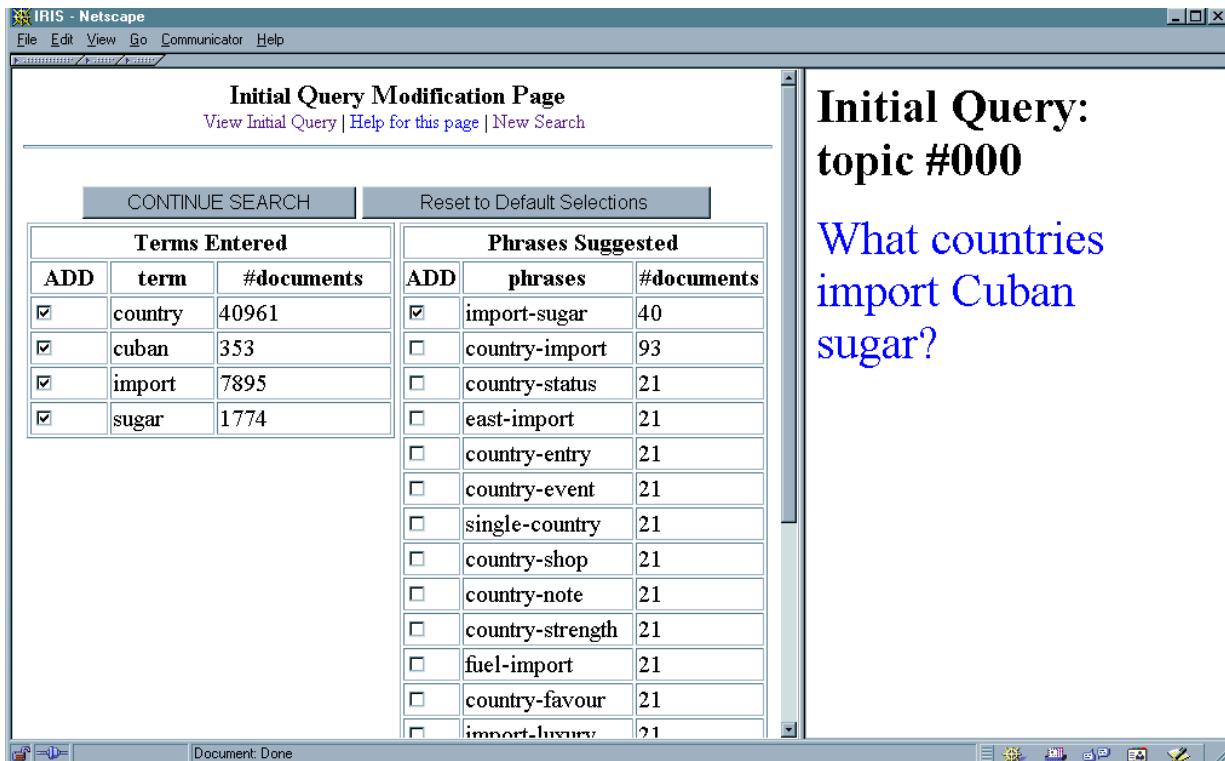 IRIS - Netscape
File Edit View Go Communicator Help
Initial Query Modification Page
View Initial Query | Help for this page | New Search
CONTINUE SEARCH Reset to Default Selections
Terms Entered
ADD term #documents
country 40961
cuban 353
import 7895
sugar 1774
Phrases Suggested
ADD phrases #documents
import-sugar 40
country-import 93
country-status 21
east-import 21
country-entry 21
country-event 21
single-country 21
country-shop 21
country-note 21
country-strength 21
fuel-import 21
country-favour 21
import-luxury 21
Initial Query:
topic #000
What countries
import Cuban
sugar?
Document: Done